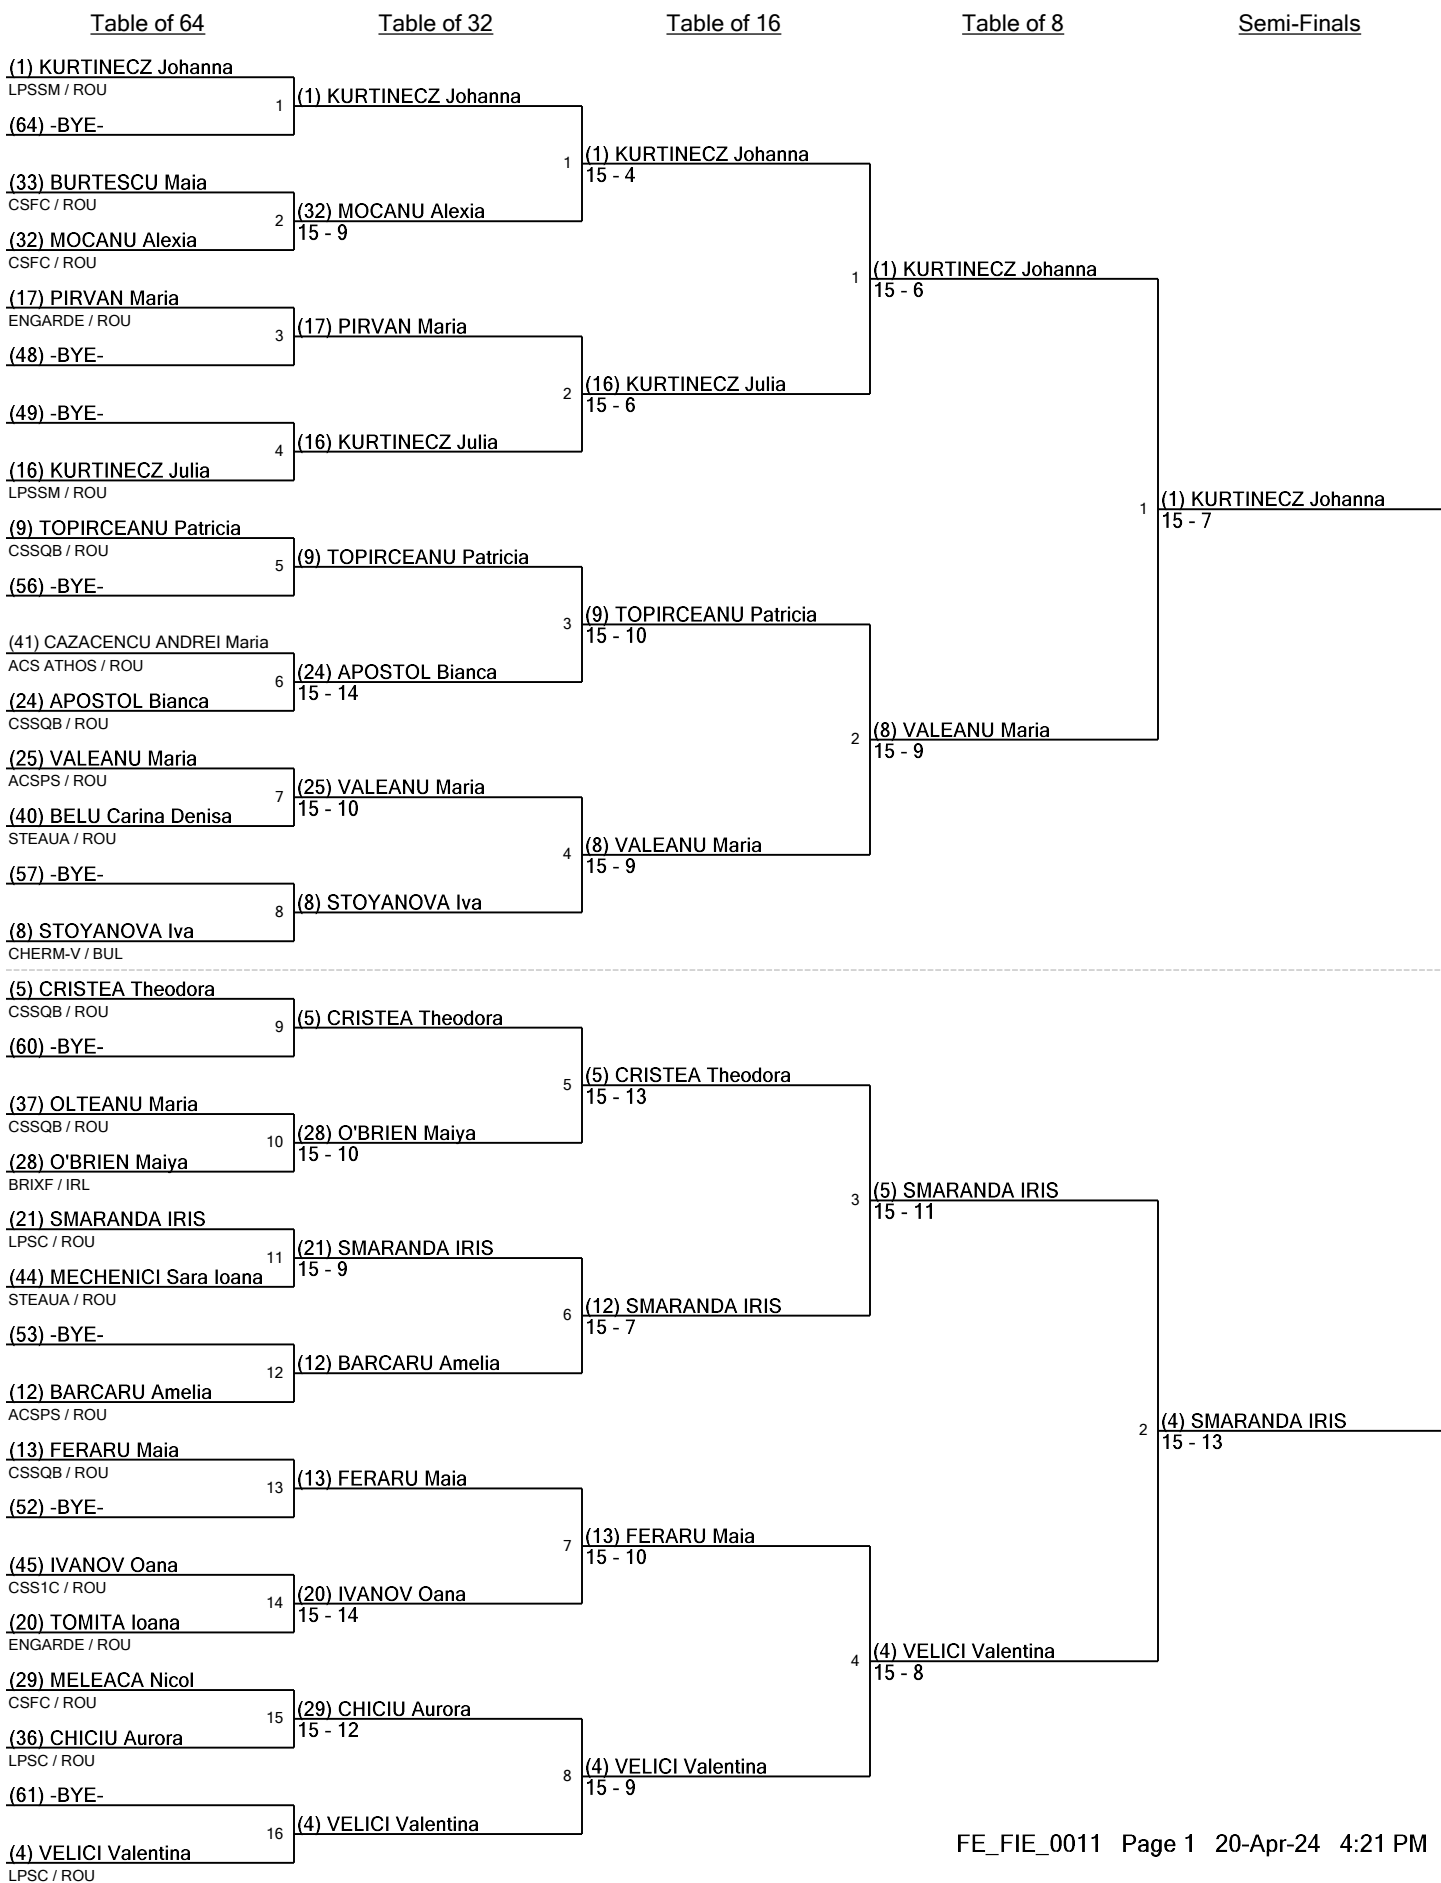 Table of 64 Table of 32 Table of 16 Table of 8 Semi-Finals
(1) KURTINECZ Johanna
LPSSM / ROU
1 (1) KURTINECZ Johanna
(64) -BYE-
1 (1) KURTINECZ Johanna
15 - 4
(33) BURTESCU Maia
CSFC / ROU
2 (32) MOCANU Alexia
15 - 9
(32) MOCANU Alexia
CSFC / ROU
1 (1) KURTINECZ Johanna
15 - 6
(17) PIRVAN Maria
ENGARDE / ROU
3 (17) PIRVAN Maria
(48) -BYE-
2 (16) KURTINECZ Julia
15 - 6
(49) -BYE-
4 (16) KURTINECZ Julia
(16) KURTINECZ Julia
LPSSM / ROU
1 (1) KURTINECZ Johanna
15 - 7
(9) TOPIRCEANU Patricia
CSSQB / ROU
5 (9) TOPIRCEANU Patricia
(56) -BYE-
3 (9) TOPIRCEANU Patricia
15 - 10
(41) CAZACENCU ANDREI Maria
ACS ATHOS / ROU
6 (24) APOSTOL Bianca
15 - 14
(24) APOSTOL Bianca
CSSQB / ROU
2 (8) VALEANU Maria
15 - 9
(25) VALEANU Maria
ACSPS / ROU
7 (25) VALEANU Maria
15 - 10
(40) BELU Carina Denisa
STEAUA / ROU
4 (8) VALEANU Maria
15 - 9
(57) -BYE-
8 (8) STOYANOVA Iva
(8) STOYANOVA Iva
CHERM-V / BUL
(5) CRISTEA Theodora
CSSQB / ROU
9 (5) CRISTEA Theodora
(60) -BYE-
5 (5) CRISTEA Theodora
15 - 13
(37) OLTEANU Maria
CSSQB / ROU
10 (28) O'BRIEN Maiya
15 - 10
(28) O'BRIEN Maiya
BRIXF / IRL
3 (5) SMARANDA IRIS
15 - 11
(21) SMARANDA IRIS
LPSC / ROU
11 (21) SMARANDA IRIS
15 - 9
(44) MECHENICI Sara Ioana
STEAUA / ROU
6 (12) SMARANDA IRIS
15 - 7
(53) -BYE-
12 (12) BARCARU Amelia
(12) BARCARU Amelia
ACSPS / ROU
2 (4) SMARANDA IRIS
15 - 13
(13) FERARU Maia
CSSQB / ROU
13 (13) FERARU Maia
(52) -BYE-
7 (13) FERARU Maia
15 - 10
(45) IVANOV Oana
CSS1C / ROU
14 (20) IVANOV Oana
15 - 14
(20) TOMITA Ioana
ENGARDE / ROU
4 (4) VELICI Valentina
15 - 8
(29) MELEACA Nicol
CSFC / ROU
15 (29) CHICIU Aurora
15 - 12
(36) CHICIU Aurora
LPSC / ROU
8 (4) VELICI Valentina
15 - 9
(61) -BYE-
16 (4) VELICI Valentina
(4) VELICI Valentina
LPSC / ROU
FE_FIE_0011 Page 1 20-Apr-24 4:21 PM